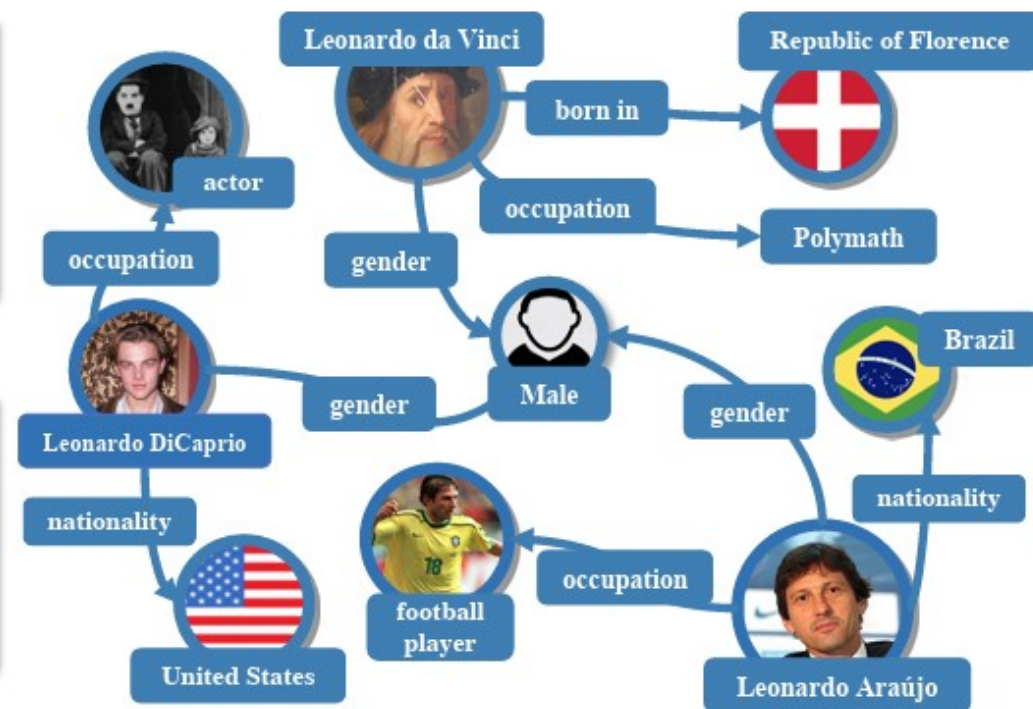 Leonardo da Vinci
Republic of Florence
born in
actor
occupation
occupation
Polymath
gender
Brazil
Male
gender
gender
Leonardo DiCaprio
nationality
nationality
18
occupation
football
player
United States
Leonardo Araújo